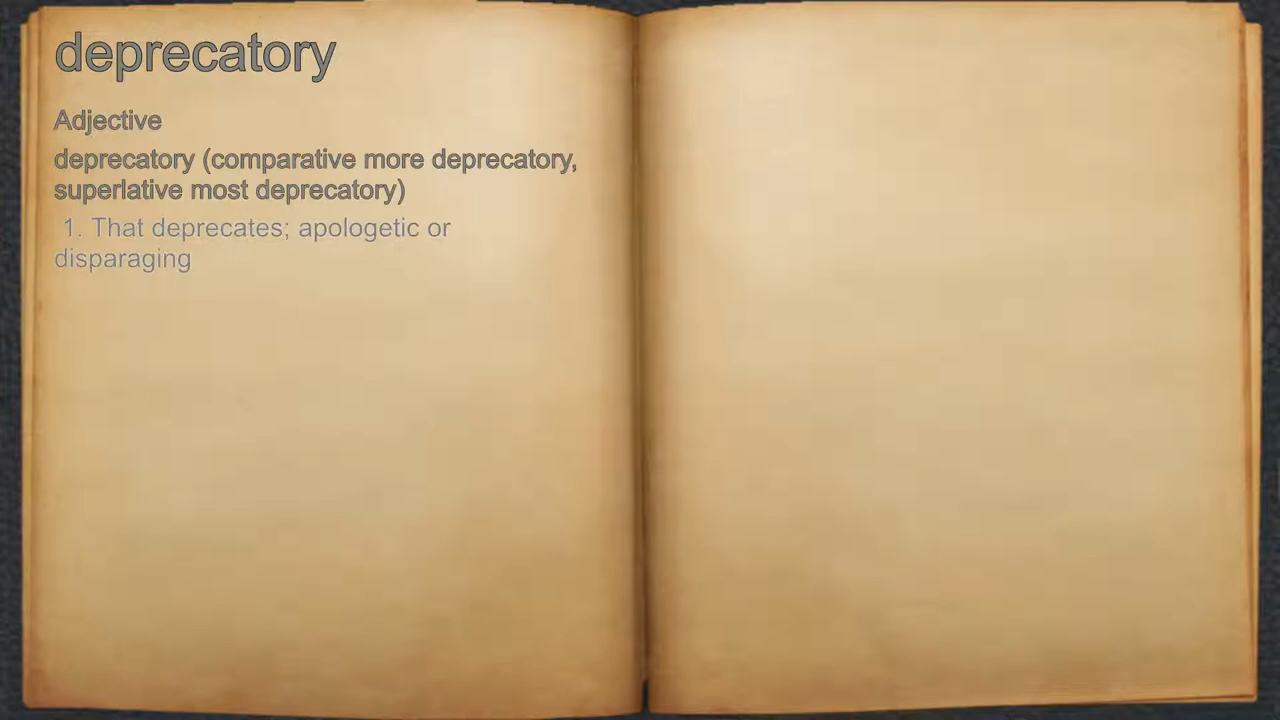 deprecatory
Adjective
deprecatory (comparative more deprecatory,
superlative most deprecatory)
1. That deprecates; apologetic or
disparaging